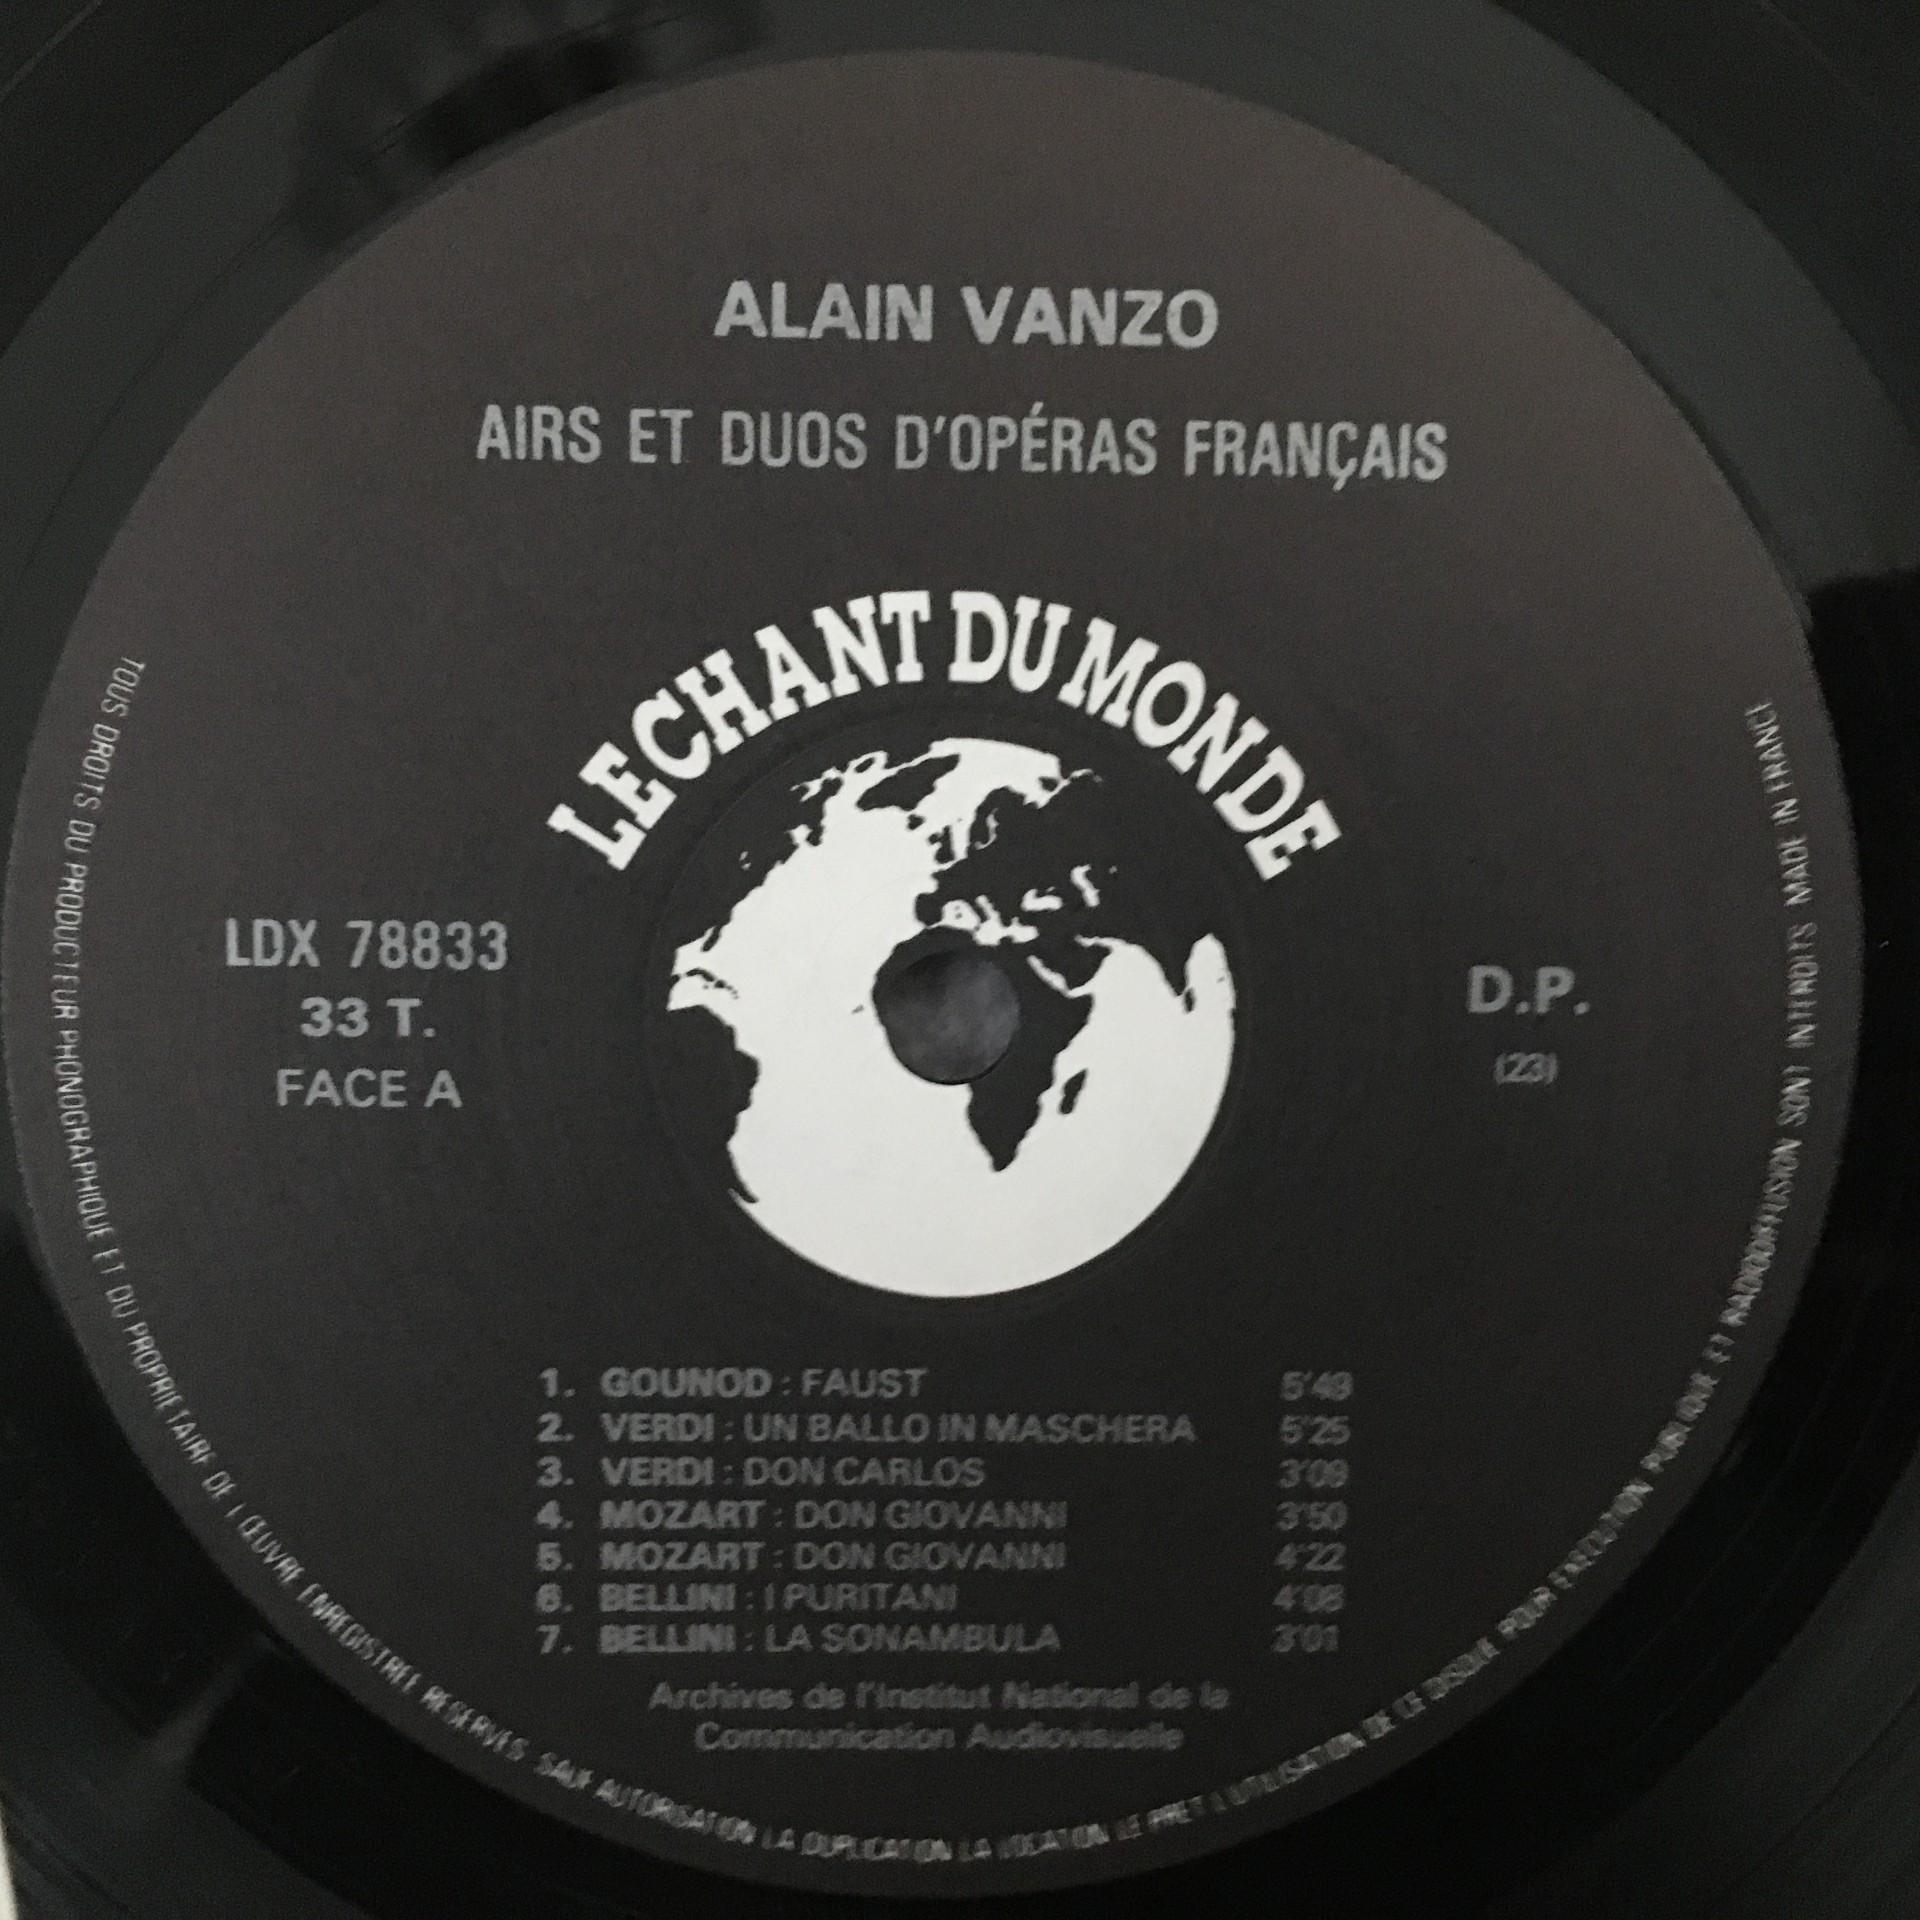 ALAIN VANZO
AIRS ET DUOS D'OPÉRAS FRANÇAIS
LE CHANT DU MONDE
LDX 78833
33 T.
FACE A
D.P.
(23)
1. GOUNOD : FAUST 5'49
2. VERDI : UN BALLO IN MASCHERA 5'25
3. VERDI : DON CARLOS 3'09
4. MOZART : DON GIOVANNI 3'50
5. MOZART : DON GIOVANNI 4'22
6. BELLINI : I PURITANI 4'08
7. BELLINI : LA SONAMBULA 3'01
Archives de l'Institut National de la
Communication Audiovisuelle
TOUS DROITS DU PRODUCTEUR PHONOGRAPHIQUE ET DU PROPRIETAIRE DE L'ŒUVRE ENREGISTREE RESERVES SAUF AUTORISATION LA DUPLICATION LA LOCATION LE PRET L'UTILISATION DE CE DISQUE POUR EXECUTION PUBLIQUE ET RADIODIFFUSION SONT INTERDITS MADE IN FRANCE